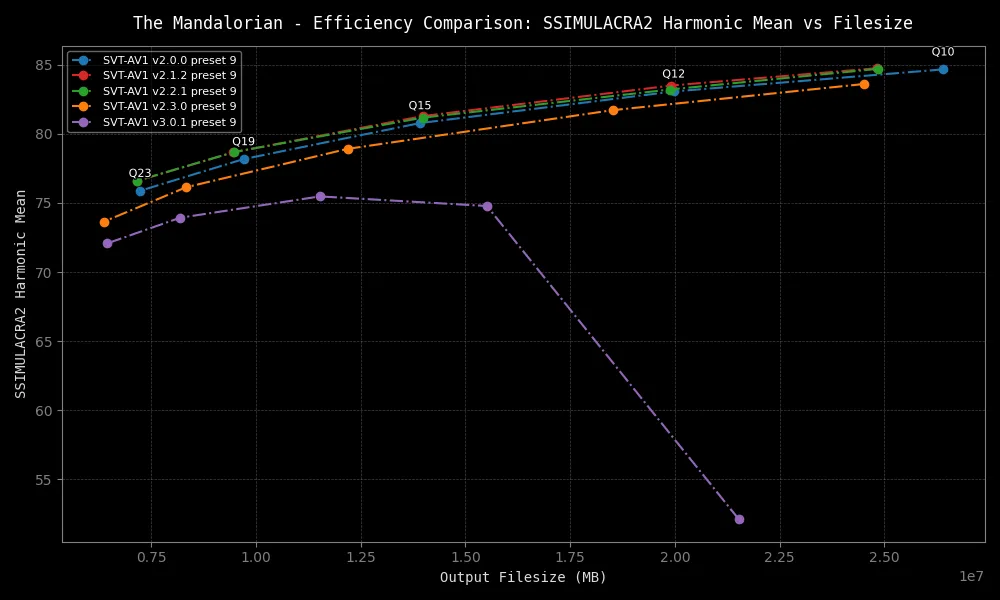 The Mandalorian - Efficiency Comparison: SSIMULACRA2 Harmonic Mean vs Filesize
SVT-AV1 v2.0.0 preset 9
SVT-AV1 v2.1.2 preset 9
SVT-AV1 v2.2.1 preset 9
SVT-AV1 v2.3.0 preset 9
SVT-AV1 v3.0.1 preset 9
Q10
Q12
Q15
Q19
Q23
85
80
75
70
65
60
55
SSIMULACRA2 Harmonic Mean
0.75
1.00
1.25
1.50
1.75
2.00
2.25
2.50
1e7
Output Filesize (MB)